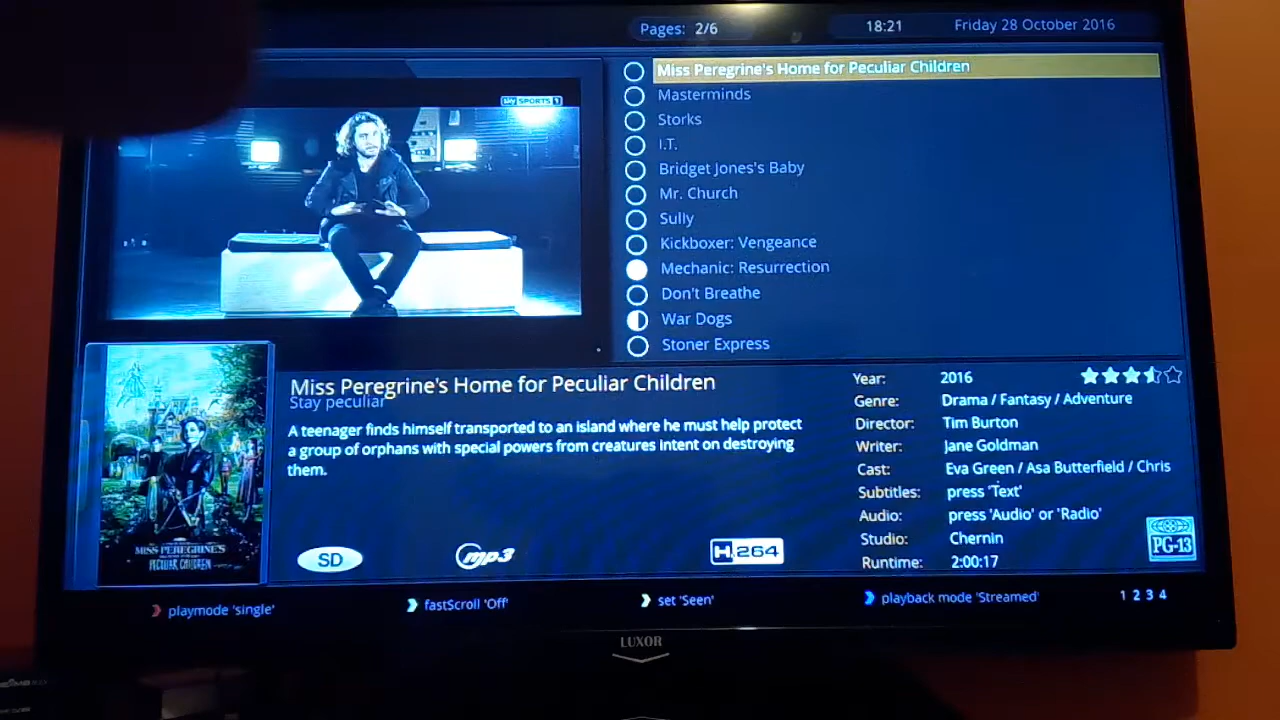 Pages: 2/6
18:21
Friday 28 October 2016
sky SPORTS 1
Miss Peregrine's Home for Peculiar Children
Masterminds
Storks
I.T.
Bridget Jones's Baby
Mr. Church
Sully
Kickboxer: Vengeance
Mechanic: Resurrection
Don't Breathe
War Dogs
Stoner Express
Miss Peregrine's Home for Peculiar Children
Stay peculiar
A teenager finds himself transported to an island where he must help protect
a group of orphans with special powers from creatures intent on destroying
them.
Year: 2016
Genre: Drama / Fantasy / Adventure
Director: Tim Burton
Writer: Jane Goldman
Cast: Eva Green / Asa Butterfield / Chris
Subtitles: press 'Text'
Audio: press 'Audio' or 'Radio'
Studio: Chernin
Runtime: 2:00:17
PG-13
MISS PEREGRINE'S
PECULIAR CHILDREN
SD
mp3
H.264
playmode 'single'
fastScroll 'Off'
set 'Seen'
playback mode 'Streamed'
1 2 3 4
LUXOR